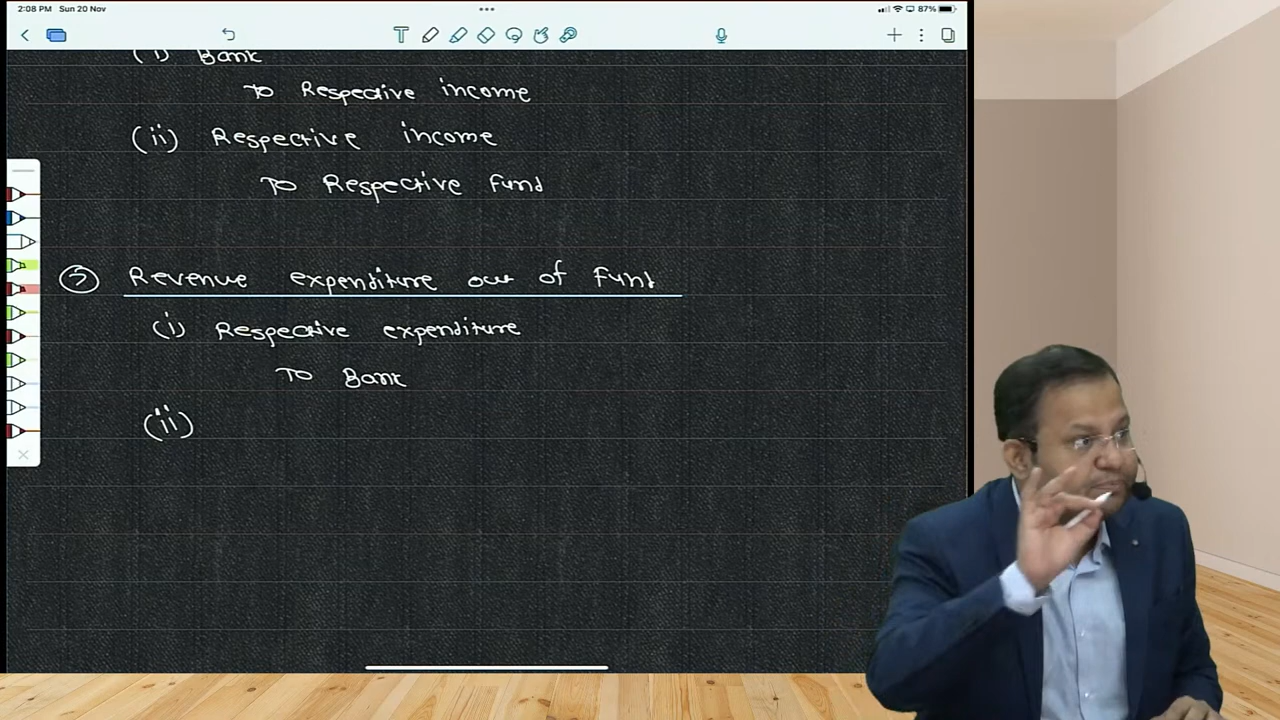 2:08 PM Sun 20 Nov
87%
T
(i) Bank
To Respective income
(ii) Respective income
To Respective Fund
5 Revenue expenditure out of Fund
(i) Respective expenditure
To Bank
(ii)